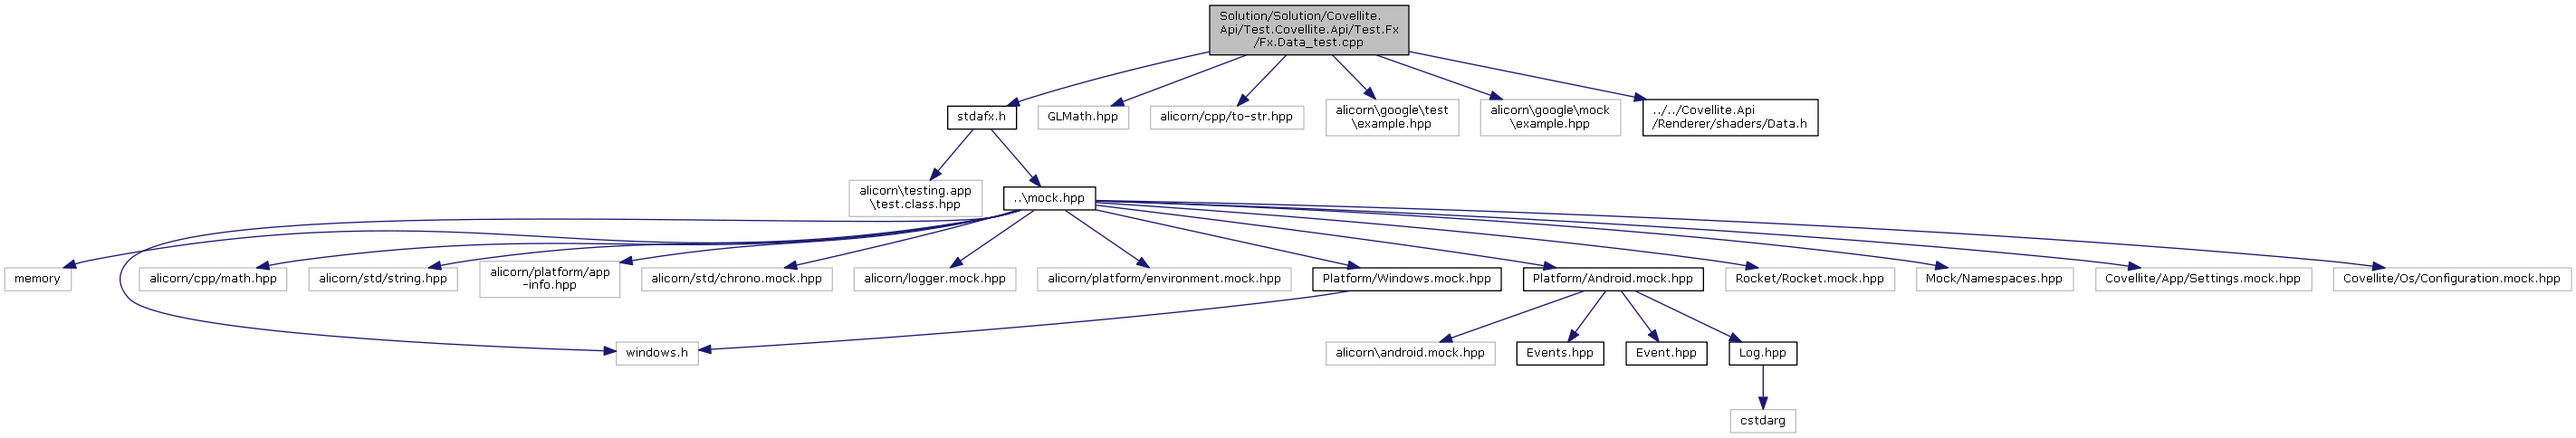 Solution/Solution/Covellite.
Api/Test.Covellite.Api/Test.Fx
/Fx.Data_test.cpp
stdafx.h
GLMath.hpp
alicorn/cpp/to-str.hpp
alicorn\google\test
\example.hpp
alicorn\google\mock
\example.hpp
../../Covellite.Api
/Renderer/shaders/Data.h
alicorn\testing.app
\test.class.hpp
..\mock.hpp
memory
alicorn/cpp/math.hpp
alicorn/std/string.hpp
alicorn/platform/app
-info.hpp
alicorn/std/chrono.mock.hpp
alicorn/logger.mock.hpp
alicorn/platform/environment.mock.hpp
Platform/Windows.mock.hpp
Platform/Android.mock.hpp
Rocket/Rocket.mock.hpp
Mock/Namespaces.hpp
Covellite/App/Settings.mock.hpp
Covellite/Os/Configuration.mock.hpp
windows.h
alicorn\android.mock.hpp
Events.hpp
Event.hpp
Log.hpp
cstdarg